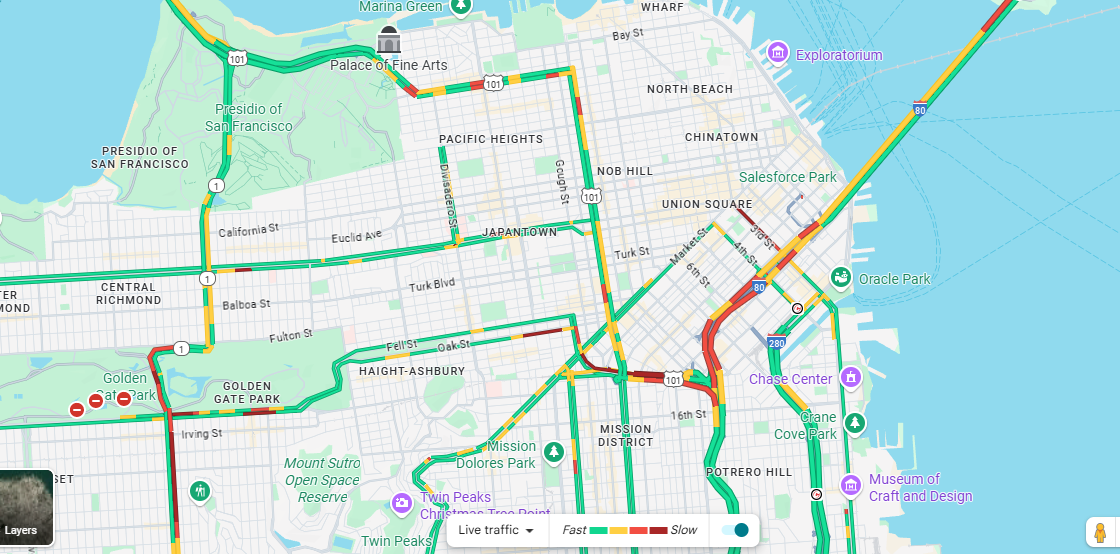 Marina Green
WHARF
Bay St
101
Palace of Fine Arts
Exploratorium
101
NORTH BEACH
80
Presidio of
San Francisco
PACIFIC HEIGHTS
CHINATOWN
PRESIDIO OF
SAN FRANCISCO
Divisadero St
Gough St
NOB HILL
Salesforce Park
1
101
UNION SQUARE
California St
Euclid Ave
JAPANTOWN
Turk St
Market St
3rd St
4th St
6th St
1
CENTRAL
RICHMOND
TER
MOND
Turk Blvd
80
Oracle Park
Balboa St
Fulton St
1
Fell St
Oak St
280
HAIGHT-ASHBURY
101
Chase Center
Golden
Gate Park
GOLDEN
GATE PARK
16th St
Crane
Cove Park
Irving St
MISSION
DISTRICT
Mission
Dolores Park
Mount Sutro
Open Space
Reserve
POTRERO HILL
SET
Museum of
Craft and Design
Twin Peaks
Christmas Tree Point
Layers
Live traffic
Fast
Slow
Twin Peaks